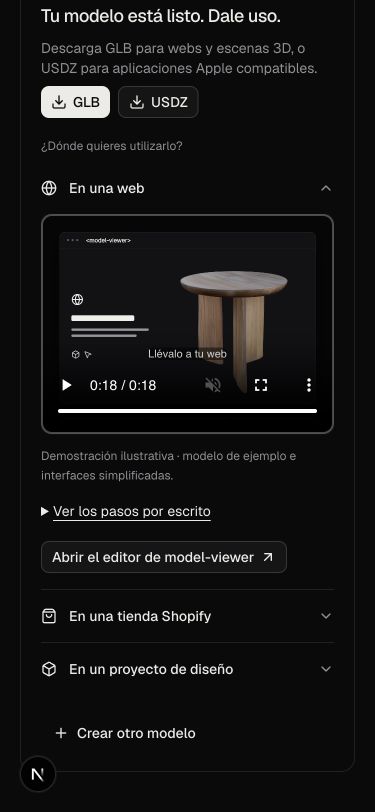 Tu modelo está listo. Dale uso.
Descarga GLB para webs y escenas 3D, o
USDZ para aplicaciones Apple compatibles.
GLB
USDZ
¿Dónde quieres utilizarlo?
En una web
<model-viewer>
Llévalo a tu web
0:18 / 0:18
Demostración ilustrativa · modelo de ejemplo e
interfaces simplificadas.
Ver los pasos por escrito
Abrir el editor de model-viewer
En una tienda Shopify
En un proyecto de diseño
Crear otro modelo
N